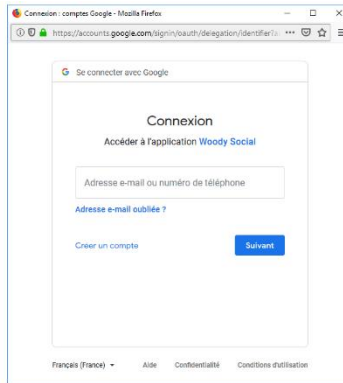 Connexion : comptes Google - Mozilla Firefox
https://accounts.google.com/signin/oauth/delegation/identifier?
Se connecter avec Google
Connexion
Accéder à l'application Woody Social
Adresse e-mail ou numéro de téléphone
Adresse e-mail oubliée ?
Créer un compte
Suivant
Français (France)
Aide
Confidentialité
Conditions d'utilisation